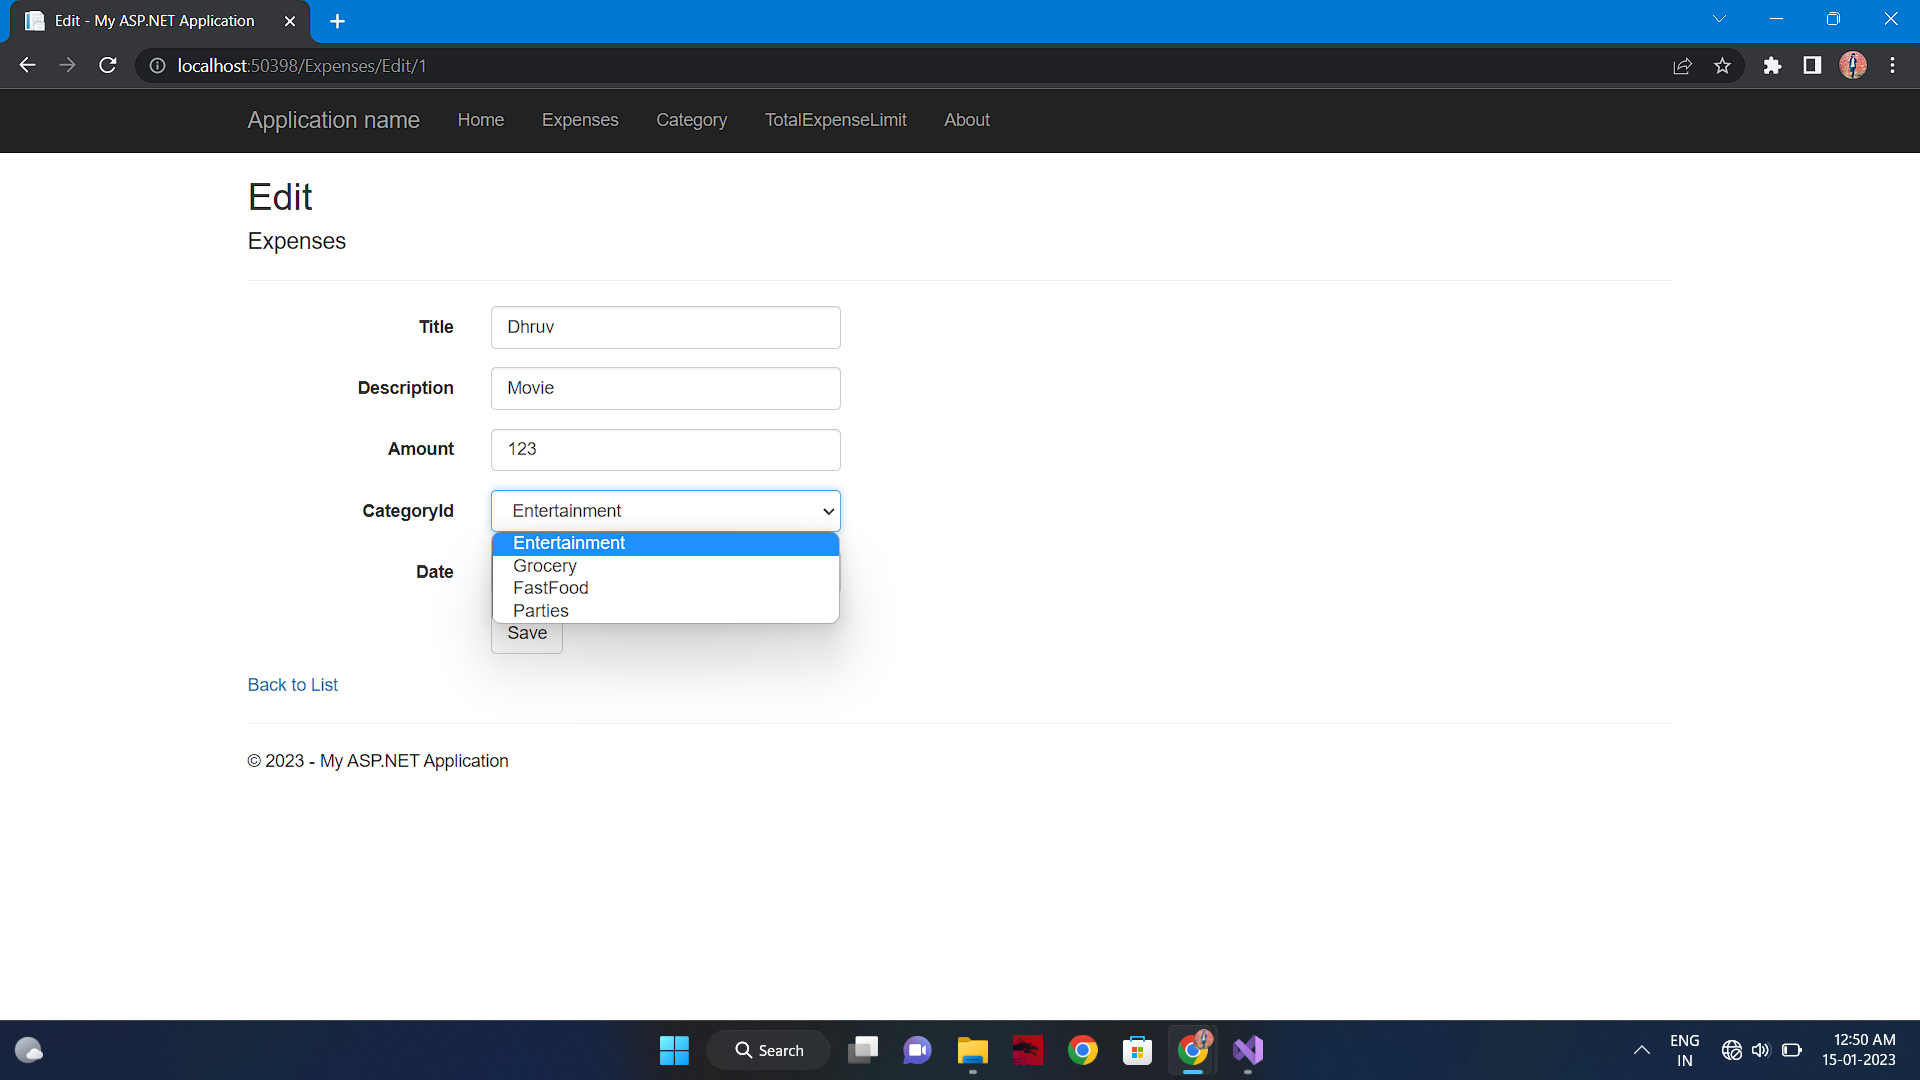 Edit - My ASP.NET Application
localhost:50398/Expenses/Edit/1
Application name Home Expenses Category TotalExpenseLimit About
Edit
Expenses
Title Dhruv
Description Movie
Amount 123
CategoryId Entertainment
Entertainment
Grocery
Date
FastFood
Parties
Save
Back to List
© 2023 - My ASP.NET Application
Search
ENG
IN
12:50 AM
15-01-2023